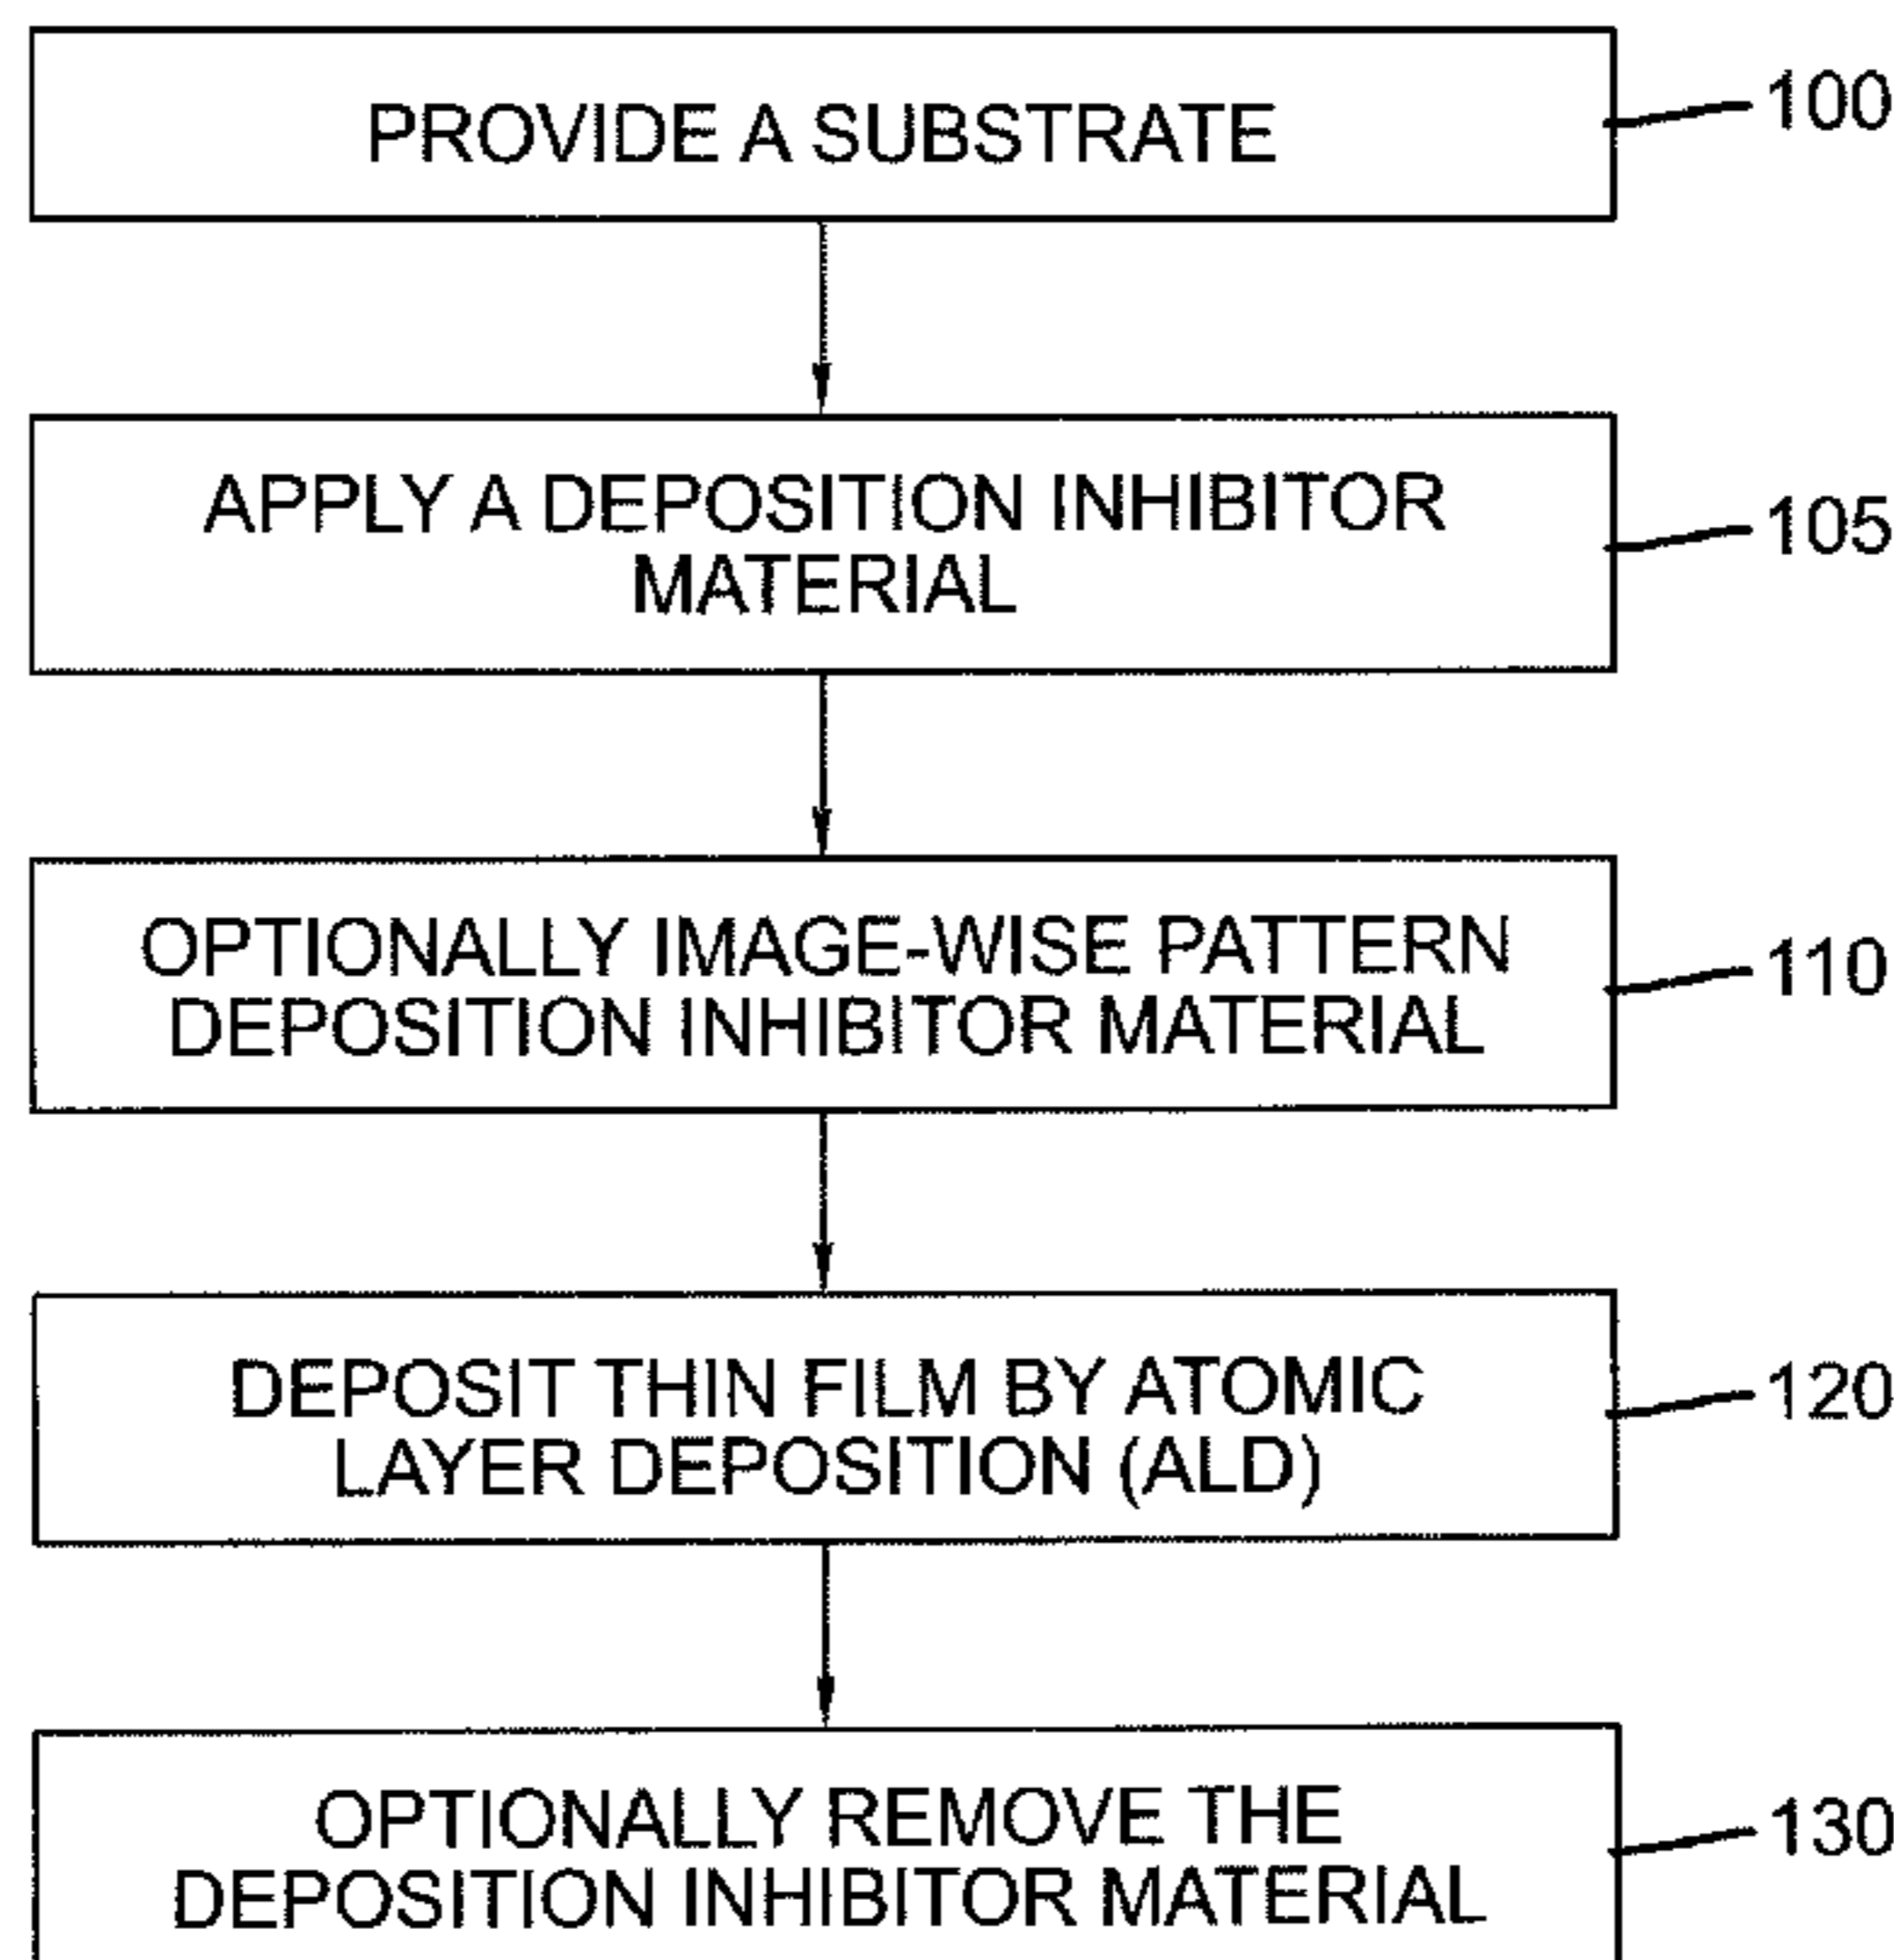 PROVIDE A SUBSTRATE
100
APPLY A DEPOSITION INHIBITOR
MATERIAL
105
OPTIONALLY IMAGE-WISE PATTERN
DEPOSITION INHIBITOR MATERIAL
110
DEPOSIT THIN FILM BY ATOMIC
LAYER DEPOSITION (ALD)
120
OPTIONALLY REMOVE THE
DEPOSITION INHIBITOR MATERIAL
130